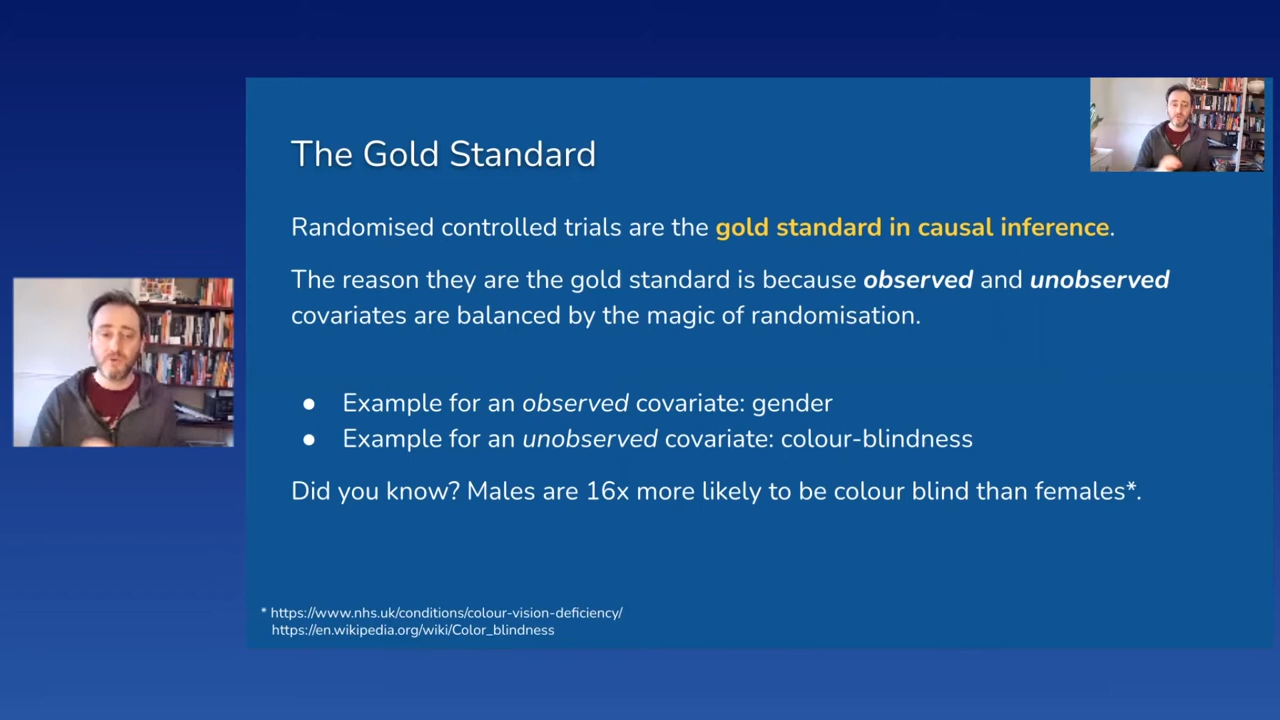 The Gold Standard
Randomised controlled trials are the gold standard in causal inference.
The reason they are the gold standard is because observed and unobserved
covariates are balanced by the magic of randomisation.
● Example for an observed covariate: gender
● Example for an unobserved covariate: colour-blindness
Did you know? Males are 16x more likely to be colour blind than females*.
* https://www.nhs.uk/conditions/colour-vision-deficiency/
https://en.wikipedia.org/wiki/Color_blindness